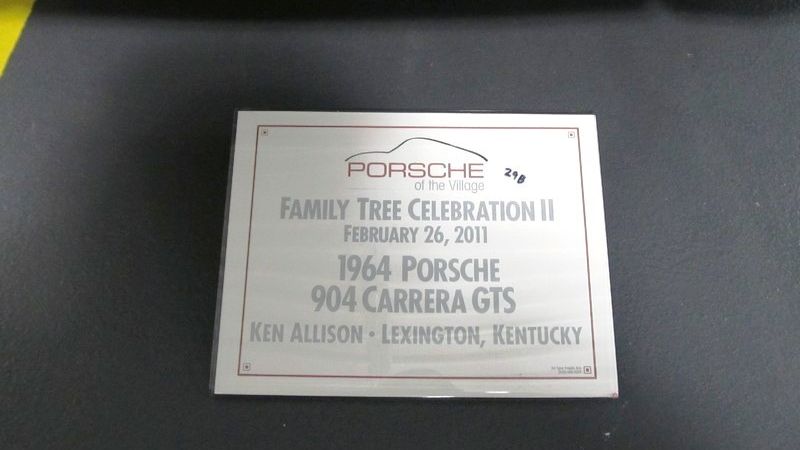 PORSCHE
29B
of the Village
FAMILY TREE CELEBRATION II
FEBRUARY 26, 2011
1964 PORSCHE
904 CARRERA GTS
KEN ALLISON • LEXINGTON, KENTUCKY